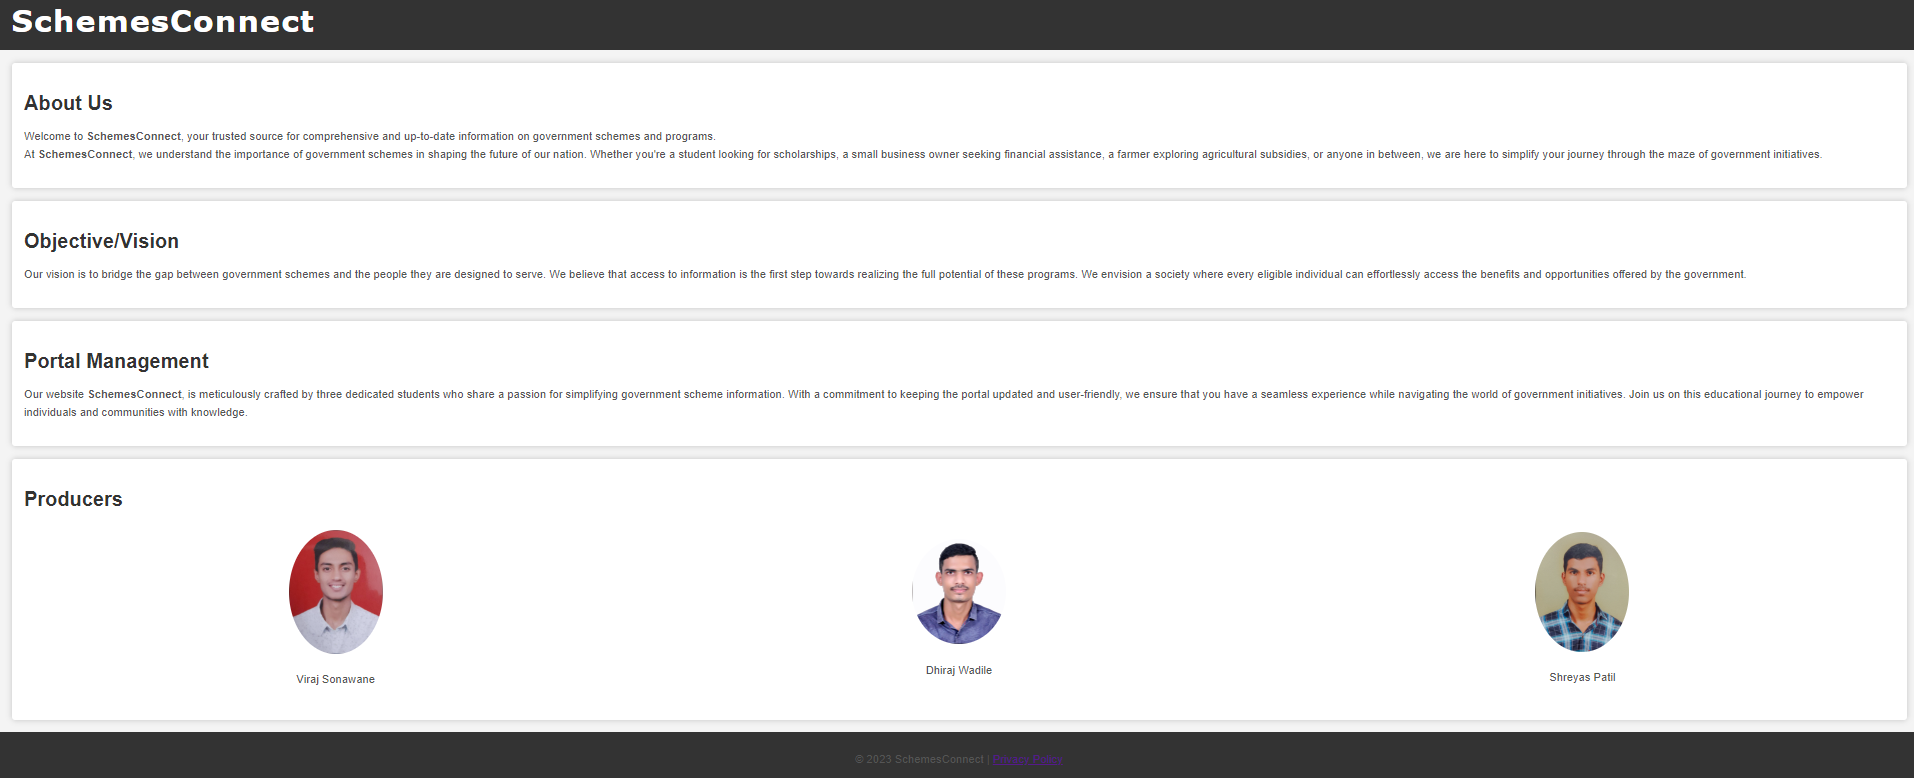 SchemesConnect
About Us
Welcome to SchemesConnect, your trusted source for comprehensive and up-to-date information on government schemes and programs.
At SchemesConnect, we understand the importance of government schemes in shaping the future of our nation. Whether you're a student looking for scholarships, a small business owner seeking financial assistance, a farmer exploring agricultural subsidies, or anyone in between, we are here to simplify your journey through the maze of government initiatives.
Objective/Vision
Our vision is to bridge the gap between government schemes and the people they are designed to serve. We believe that access to information is the first step towards realizing the full potential of these programs. We envision a society where every eligible individual can effortlessly access the benefits and opportunities offered by the government.
Portal Management
Our website SchemesConnect, is meticulously crafted by three dedicated students who share a passion for simplifying government scheme information. With a commitment to keeping the portal updated and user-friendly, we ensure that you have a seamless experience while navigating the world of government initiatives. Join us on this educational journey to empower
individuals and communities with knowledge.
Producers
Viraj Sonawane
Dhiraj Wadile
Shreyas Patil
© 2023 SchemesConnect | Privacy Policy